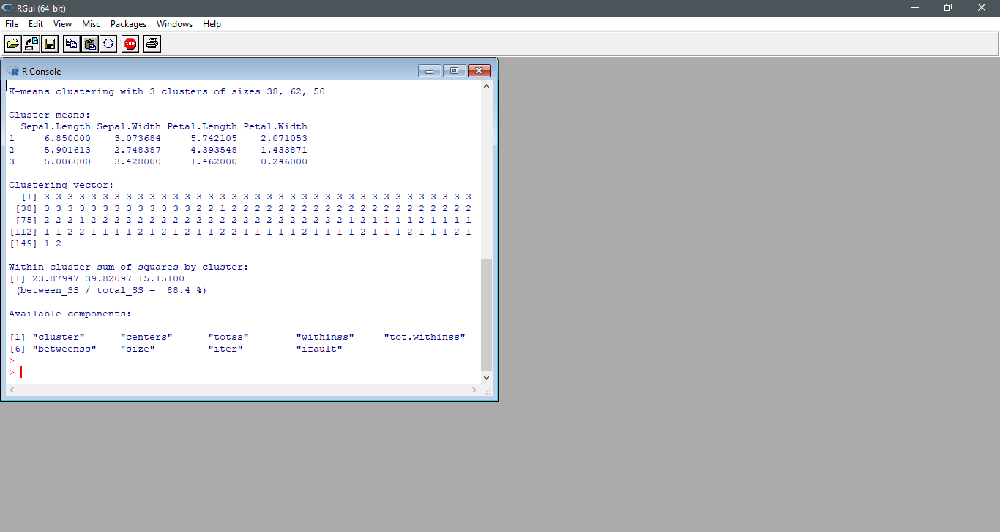 RGui (64-bit)
File Edit View Misc Packages Windows Help
STOP
R Console
K-means clustering with 3 clusters of sizes 38, 62, 50
Cluster means:
  Sepal.Length Sepal.Width Petal.Length Petal.Width
1     6.850000    3.073684     5.742105    2.071053
2     5.901613    2.748387     4.393548    1.433871
3     5.006000    3.428000     1.462000    0.246000
Clustering vector:
  [1] 3 3 3 3 3 3 3 3 3 3 3 3 3 3 3 3 3 3 3 3 3 3 3 3 3 3 3 3 3 3 3 3 3 3 3 3 3
 [38] 3 3 3 3 3 3 3 3 3 3 3 3 3 2 2 1 2 2 2 2 2 2 2 2 2 2 2 2 2 2 2 2 2 2 2 2 2
 [75] 2 2 2 1 2 2 2 2 2 2 2 2 2 2 2 2 2 2 2 2 2 2 2 2 2 2 1 2 1 1 1 1 2 1 1 1 1
[112] 1 1 2 2 1 1 1 1 2 1 2 1 2 1 1 2 2 1 1 1 1 1 2 1 1 1 1 2 1 1 1 2 1 1 1 2 1
[149] 1 2
Within cluster sum of squares by cluster:
[1] 23.87947 39.82097 15.15100
 (between_SS / total_SS =  88.4 %)
Available components:
[1] "cluster"      "centers"      "totss"        "withinss"     "tot.withinss"
[6] "betweenss"    "size"         "iter"         "ifault"
>
>